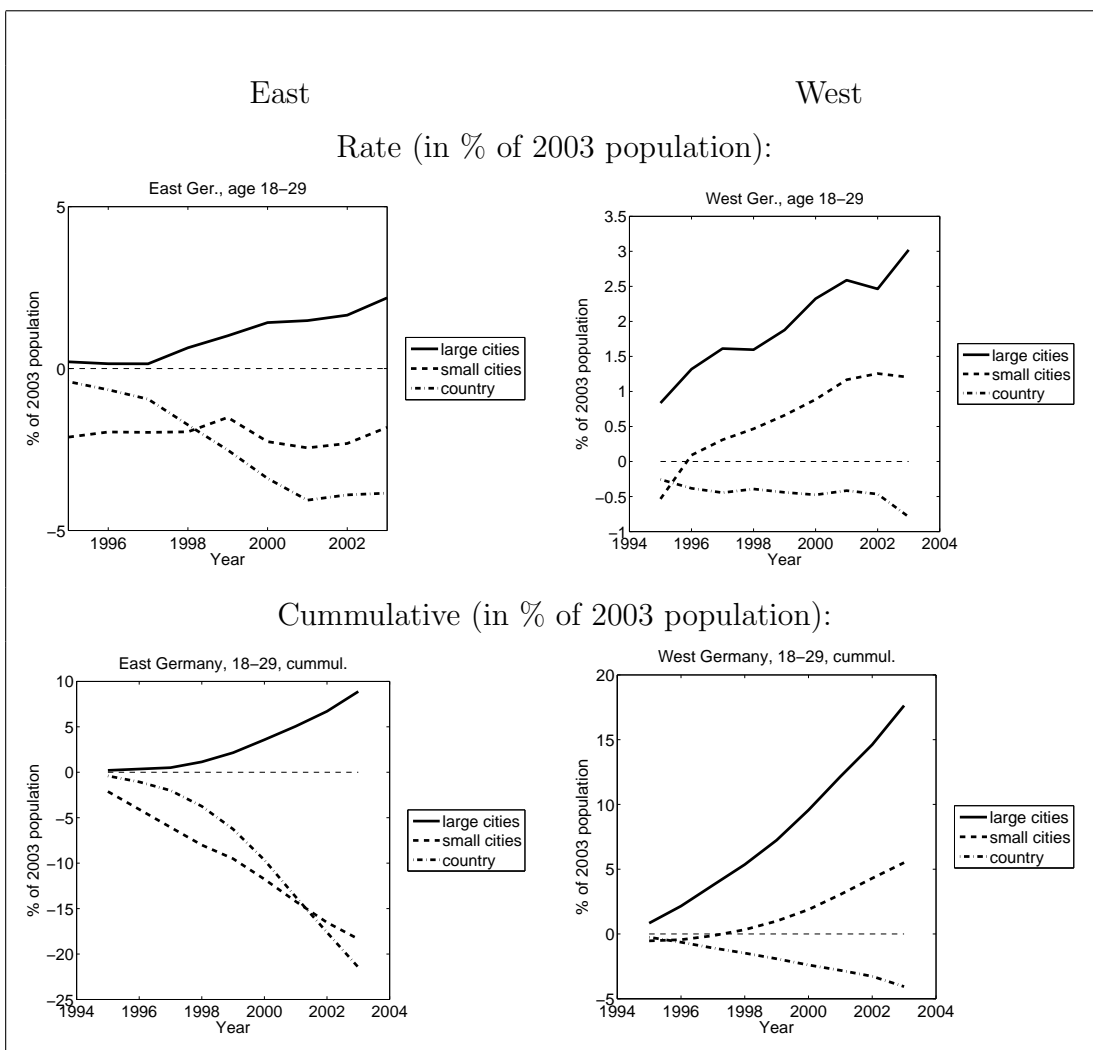 East West
Rate (in % of 2003 population):
East Ger., age 18−29
5
0
−5
1996 1998 2000 2002
Year
% of 2003 population
large cities
small cities
country
West Ger., age 18−29
3.5
3
2.5
2
1.5
1
0.5
0
−0.5
−1
1994 1996 1998 2000 2002 2004
Year
% of 2003 population
large cities
small cities
country
Cummulative (in % of 2003 population):
East Germany, 18−29, cummul.
10
5
0
−5
−10
−15
−20
−25
1994 1996 1998 2000 2002 2004
Year
% of 2003 population
large cities
small cities
country
West Germany, 18−29, cummul.
20
15
10
5
0
−5
1994 1996 1998 2000 2002 2004
Year
% of 2003 population
large cities
small cities
country